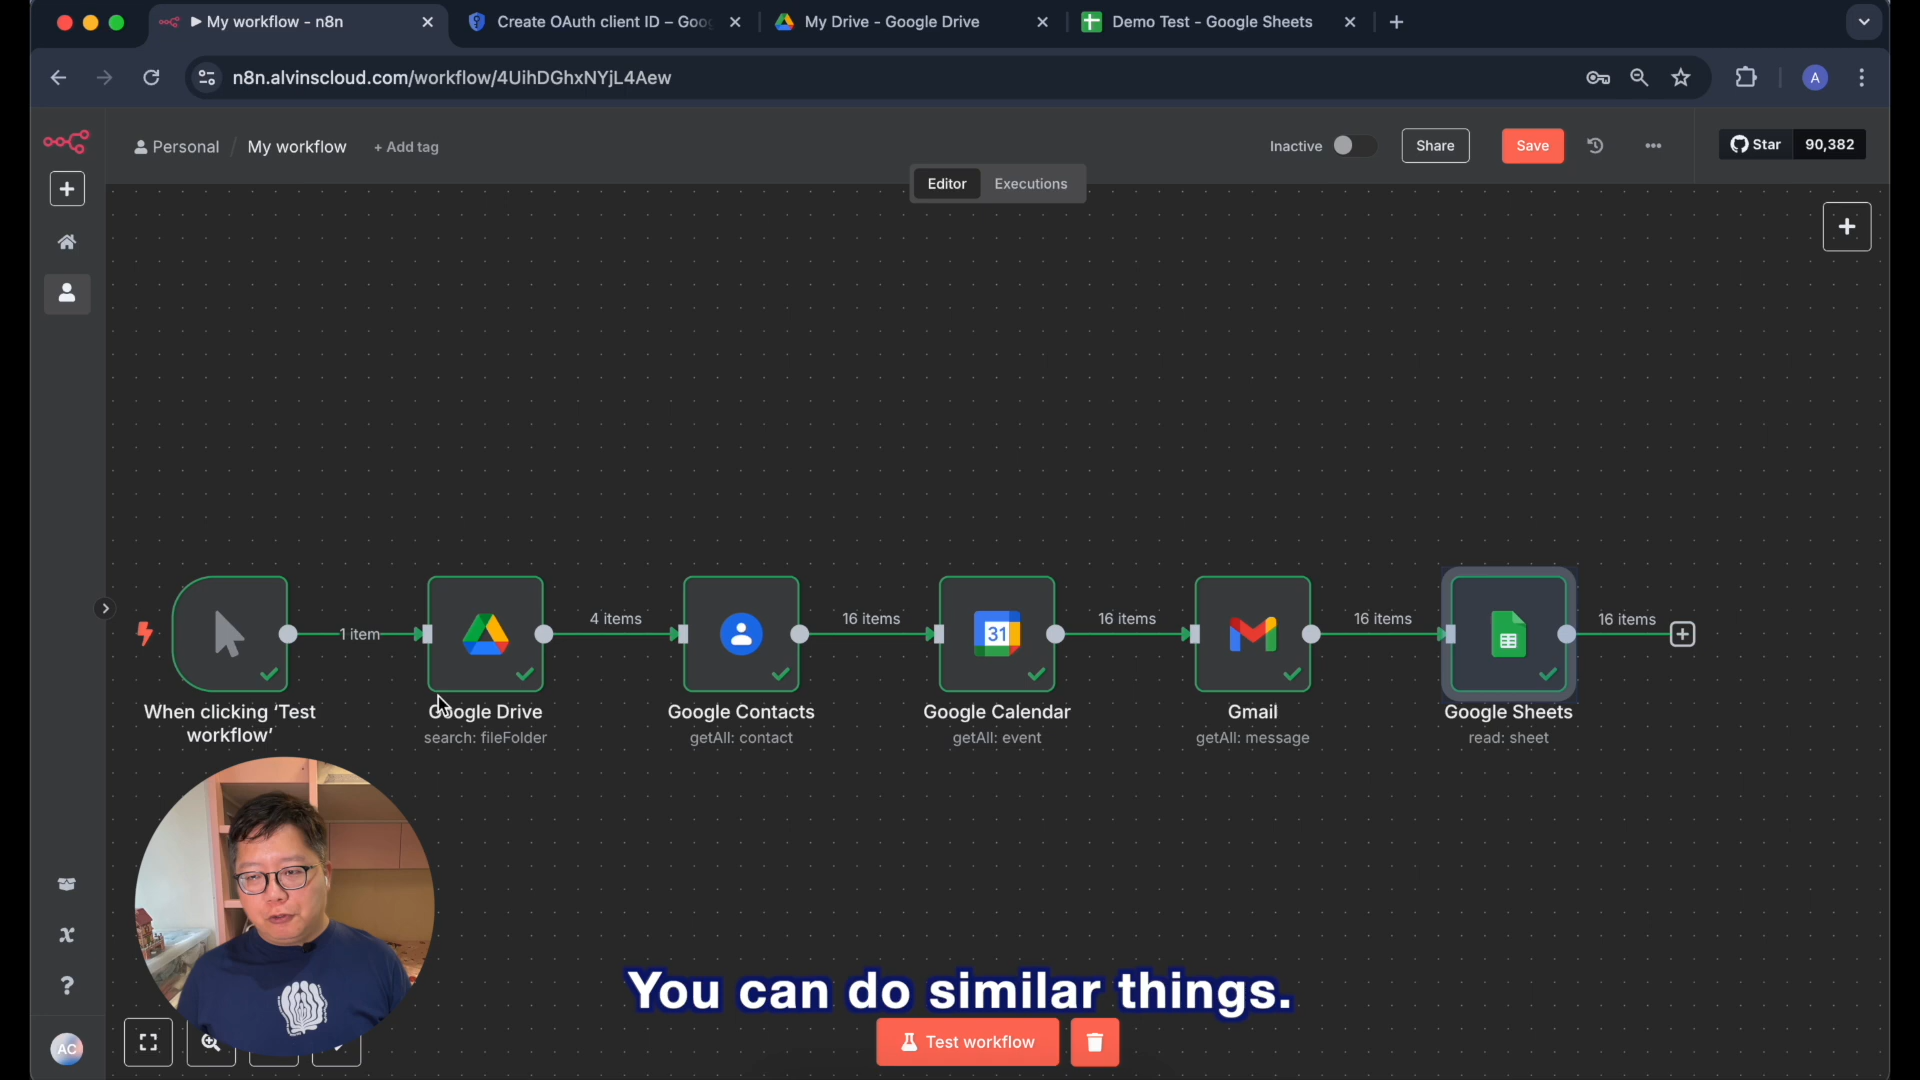 My workflow - n8n
Create OAuth client ID – Goo
My Drive - Google Drive
Demo Test - Google Sheets
n8n.alvinscloud.com/workflow/4UihDGhxNYjL4Aew
A
Personal / My workflow + Add tag
Inactive
Share
Save
Star 90,382
Editor Executions
1 item
4 items
16 items
16 items
16 items
16 items
31
When clicking ‘Test
workflow’
Google Drive
search: fileFolder
Google Contacts
getAll: contact
Google Calendar
getAll: event
Gmail
getAll: message
Google Sheets
read: sheet
You can do similar things.
Test workflow
AC